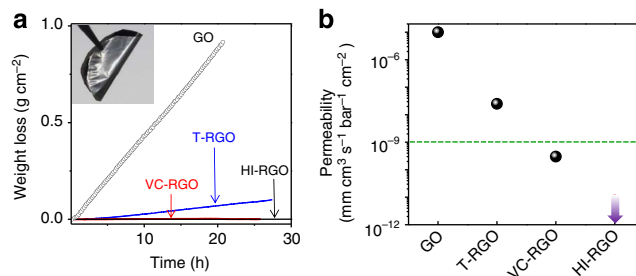 a
Weight loss (g cm⁻²)
1.0
0.5
0.0
10
20
30
Time (h)
GO
T-RGO
VC-RGO
HI-RGO
b
Permeability
(mm cm³ s⁻¹ bar⁻¹ cm⁻²)
10⁻⁶
10⁻⁹
10⁻¹²
GO
T-RGO
VC-RGO
HI-RGO